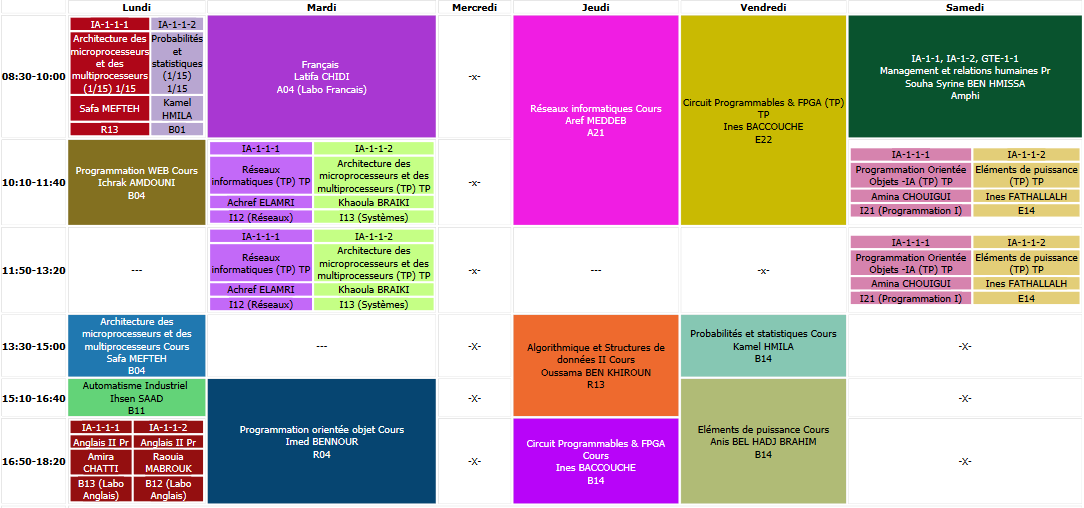 Lundi
Mardi
Mercredi
Jeudi
Vendredi
Samedi
08:30-10:00
IA-1-1-1
Architecture des
microprocesseurs
et des
multiprocesseurs
(1/15) 1/15
Safa MEFTEH
R13
IA-1-1-2
Probabilités
et
statistiques
(1/15)
1/15
Kamel
HMILA
B01
Français
Latifa CHIDI
A04 (Labo Francais)
-x-
Réseaux informatiques Cours
Aref MEDDEB
A21
Circuit Programmables & FPGA (TP)
TP
Ines BACCOUCHE
E22
IA-1-1, IA-1-2, GTE-1-1
Management et relations humaines Pr
Souha Syrine BEN HMISSA
Amphi
10:10-11:40
Programmation WEB Cours
Ichrak AMDOUNI
B04
IA-1-1-1
Réseaux
informatiques (TP) TP
Achref ELAMRI
I12 (Réseaux)
IA-1-1-2
Architecture des
microprocesseurs et des
multiprocesseurs (TP) TP
Khaoula BRAIKI
I13 (Systèmes)
-x-
IA-1-1-1
Programmation Orientée
Objets -IA (TP) TP
Amina CHOUIGUI
I21 (Programmation I)
IA-1-1-2
Eléments de puissance
(TP) TP
Ines FATHALLALH
E14
11:50-13:20
---
IA-1-1-1
Réseaux
informatiques (TP) TP
Achref ELAMRI
I12 (Réseaux)
IA-1-1-2
Architecture des
microprocesseurs et des
multiprocesseurs (TP) TP
Khaoula BRAIKI
I13 (Systèmes)
-x-
---
-x-
IA-1-1-1
Programmation Orientée
Objets -IA (TP) TP
Amina CHOUIGUI
I21 (Programmation I)
IA-1-1-2
Eléments de puissance
(TP) TP
Ines FATHALLALH
E14
13:30-15:00
Architecture des
microprocesseurs et des
multiprocesseurs Cours
Safa MEFTEH
B04
---
-X-
Algorithmique et Structures de
données II Cours
Oussama BEN KHIROUN
R13
Probabilités et statistiques Cours
Kamel HMILA
B14
-X-
15:10-16:40
Automatisme Industriel
Ihsen SAAD
B11
Programmation orientée objet Cours
Imed BENNOUR
R04
-X-
Eléments de puissance Cours
Anis BEL HADJ BRAHIM
B14
-X-
16:50-18:20
IA-1-1-1
Anglais II Pr
Amira
CHATTI
B13 (Labo
Anglais)
IA-1-1-2
Anglais II Pr
Raouia
MABROUK
B12 (Labo
Anglais)
-X-
Circuit Programmables & FPGA
Cours
Ines BACCOUCHE
B14
-X-